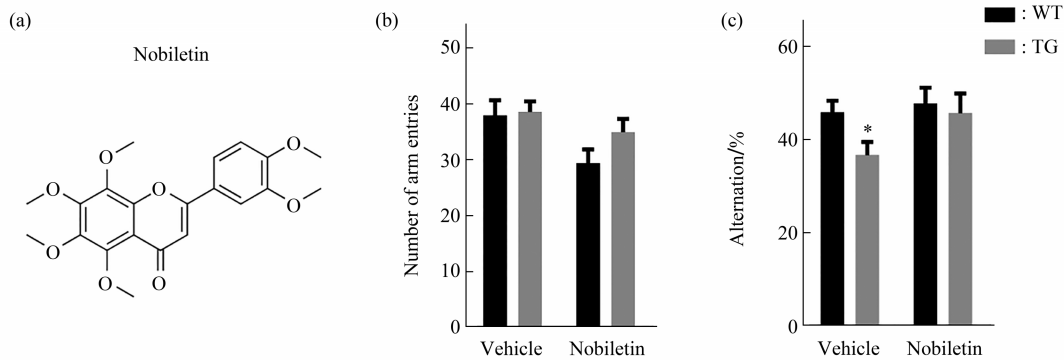 (a)
Nobiletin
O
O
O
O
O
O
O
O
(b)
Number of arm entries
50
40
30
20
10
0
Vehicle Nobiletin
(c)
: WT
: TG
Alternation/%
60
40
20
0
*
Vehicle Nobiletin